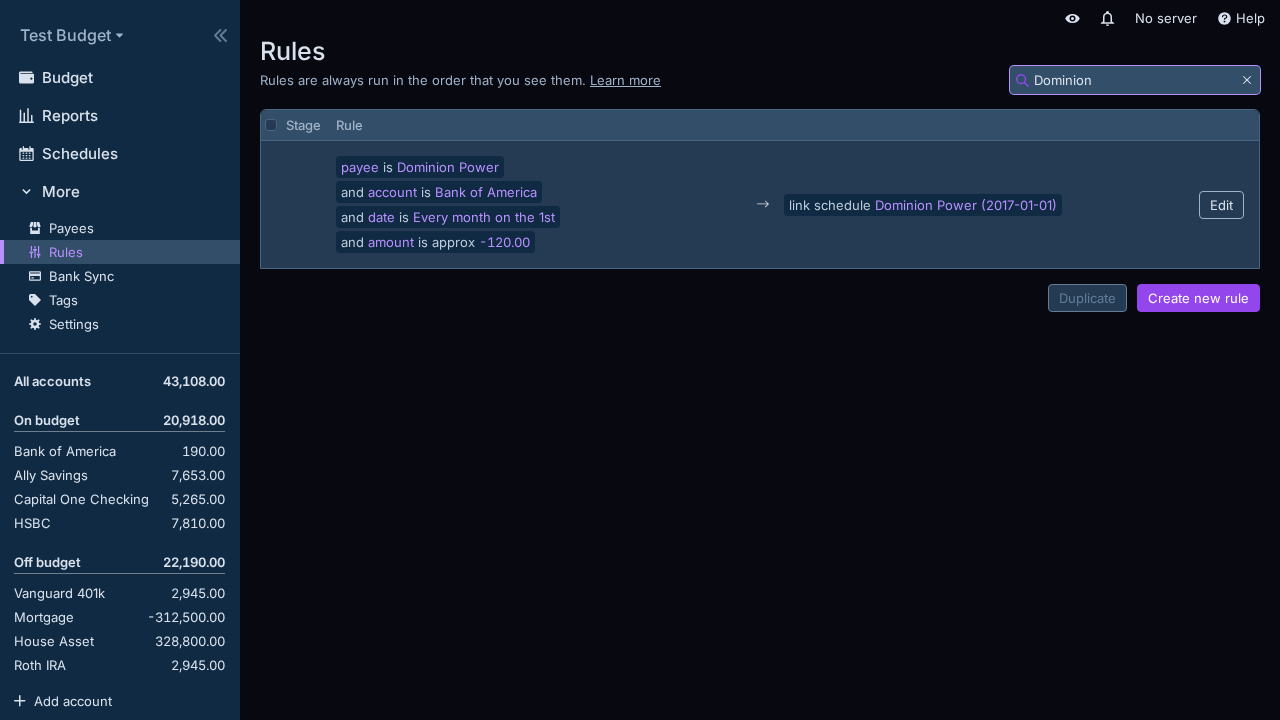 Test Budget
Budget
Reports
Schedules
More
Payees
Rules
Bank Sync
Tags
Settings
All accounts 43,108.00
On budget 20,918.00
Bank of America 190.00
Ally Savings 7,653.00
Capital One Checking 5,265.00
HSBC 7,810.00
Off budget 22,190.00
Vanguard 401k 2,945.00
Mortgage -312,500.00
House Asset 328,800.00
Roth IRA 2,945.00
Add account
No server Help
Rules
Rules are always run in the order that you see them. Learn more
Dominion
Stage Rule
payee is Dominion Power
and account is Bank of America
and date is Every month on the 1st
and amount is approx -120.00
→ link schedule Dominion Power (2017-01-01)
Edit
Duplicate Create new rule